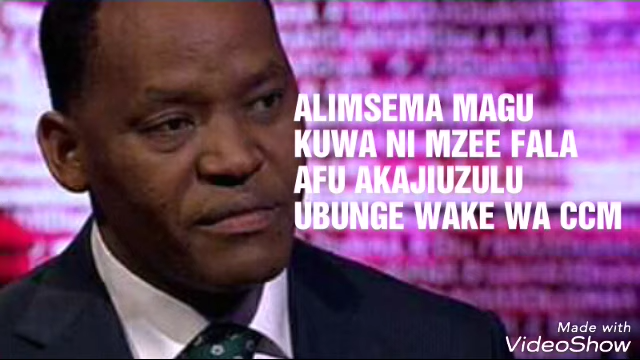 ALIMSEMA MAGU
KUWA NI MZEE FALA
AFU AKAJIUZULU
UBUNGE WAKE WA CCM
Made with
VideoShow